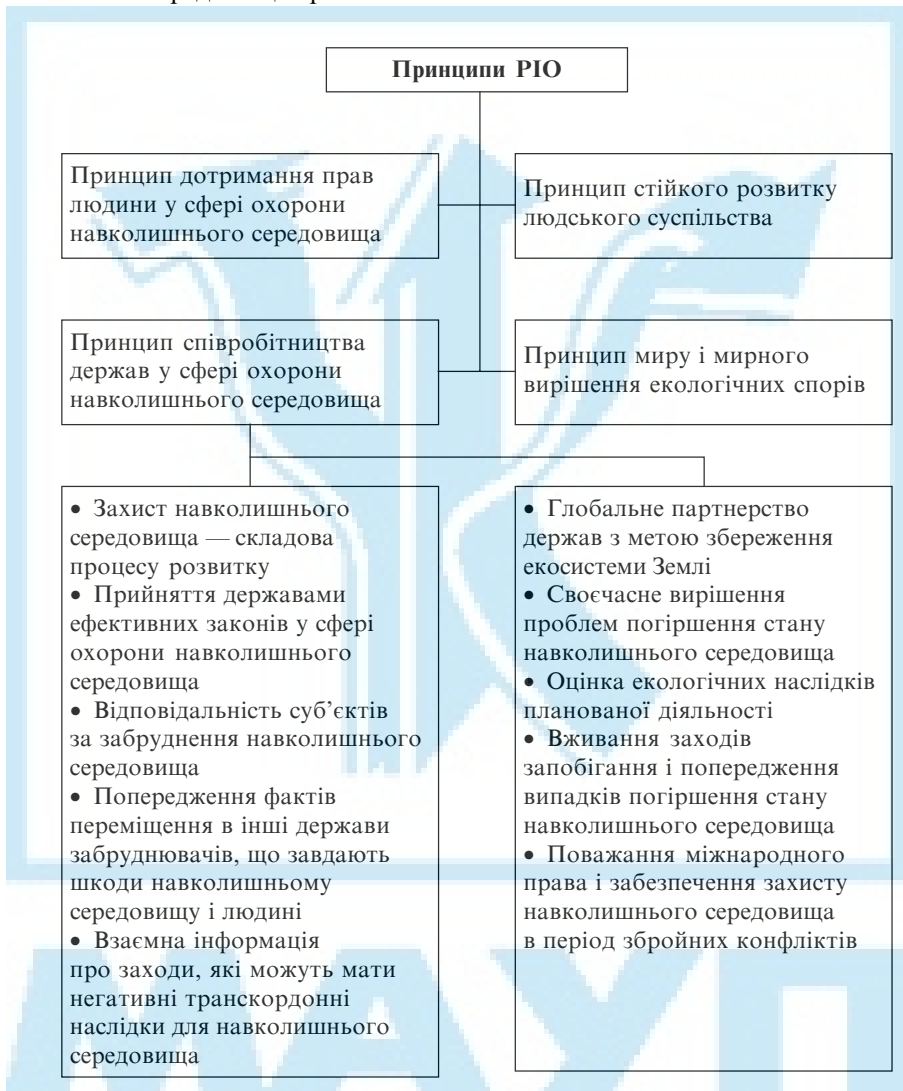 Принципи РІО
Принцип дотримання прав
людини у сфері охорони
навколишнього середовища
Принцип стійкого розвитку
людського суспільства
Принцип співробітництва
держав у сфері охорони
навколишнього середовища
Принцип миру і мирного
вирішення екологічних спорів
• Захист навколишнього
середовища — складова
процесу розвитку
• Прийняття державами
ефективних законів у сфері
охорони навколишнього
середовища
• Відповідальність суб’єктів
за забруднення навколишнього
середовища
• Попередження фактів
переміщення в інші держави
забруднювачів, що завдають
шкоди навколишньому
середовищу і людині
• Взаємна інформація
про заходи, які можуть мати
негативні транскордонні
наслідки для навколишнього
середовища
• Глобальне партнерство
держав з метою збереження
екосистеми Землі
• Своєчасне вирішення
проблем погіршення стану
навколишнього середовища
• Оцінка екологічних наслідків
планованої діяльності
• Вживання заходів
запобігання і попередження
випадків погіршення стану
навколишнього середовища
• Поважання міжнародного
права і забезпечення захисту
навколишнього середовища
в період збройних конфліктів
МАУП